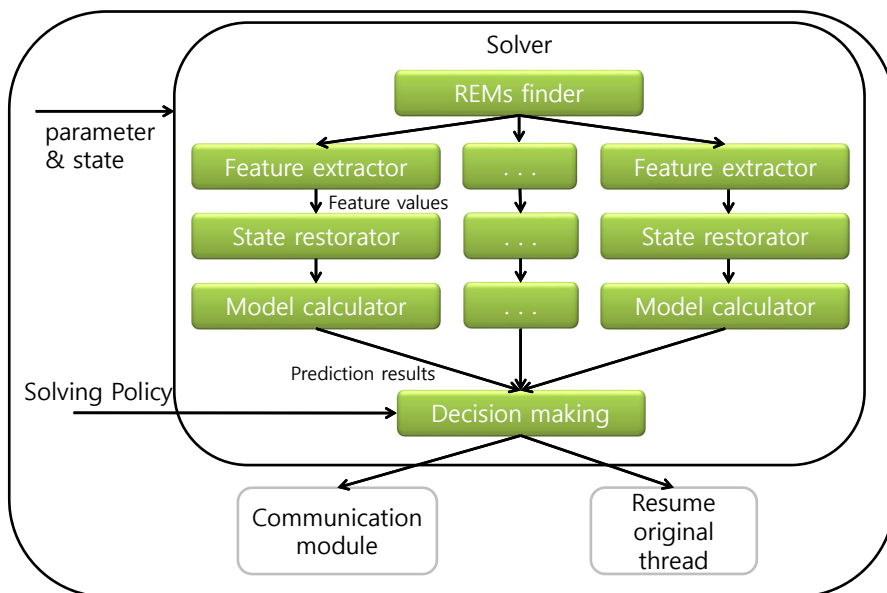 Solver
REMs finder
parameter
& state
Feature extractor
. . .
Feature extractor
Feature values
State restorator
. . .
State restorator
Model calculator
. . .
Model calculator
Prediction results
Solving Policy
Decision making
Communication
module
Resume
original
thread